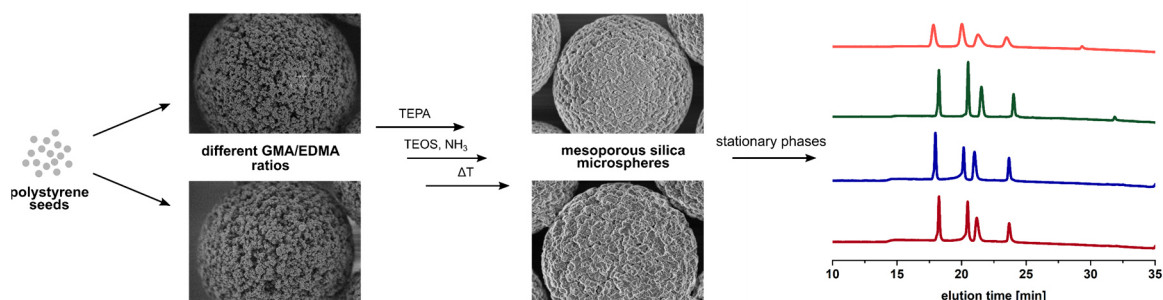 polystyrene
seeds
different GMA/EDMA
ratios
TEPA
TEOS, NH₃
ΔT
mesoporous silica
microspheres
stationary phases
10 15 20 25 30 35
elution time [min]